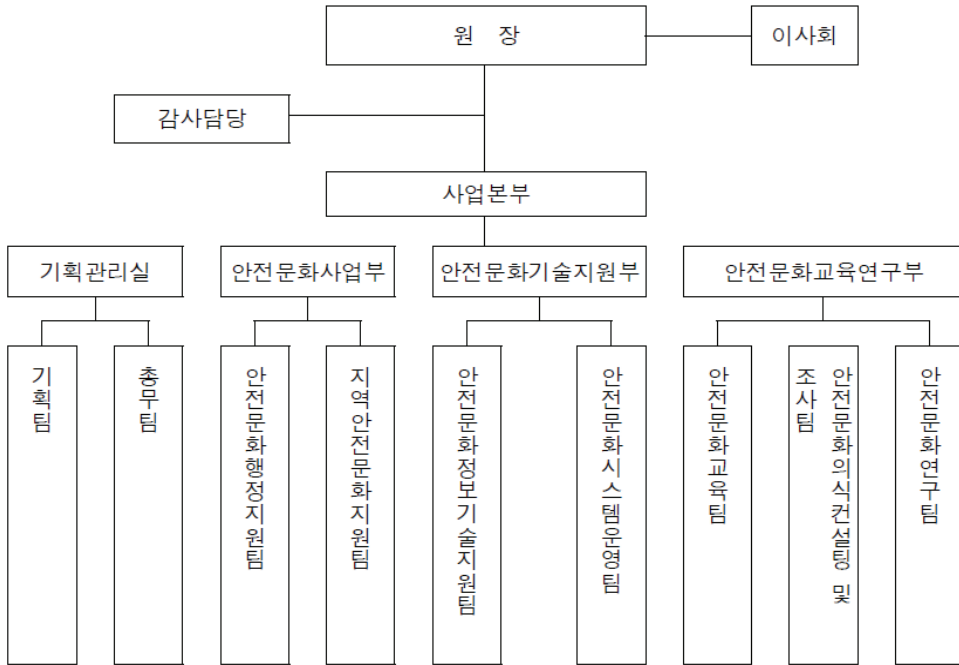 원 장
이사회
감사담당
사업본부
기획관리실
안전문화사업부
안전문화기술지원부
안전문화교육연구부
기획팀
총무팀
안전문화행정지원팀
지역안전문화지원팀
안전문화정보기술지원팀
안전문화시스템운영팀
안전문화교육팀
안전문화의식컨설팅 및
조사팀
안전문화연구팀